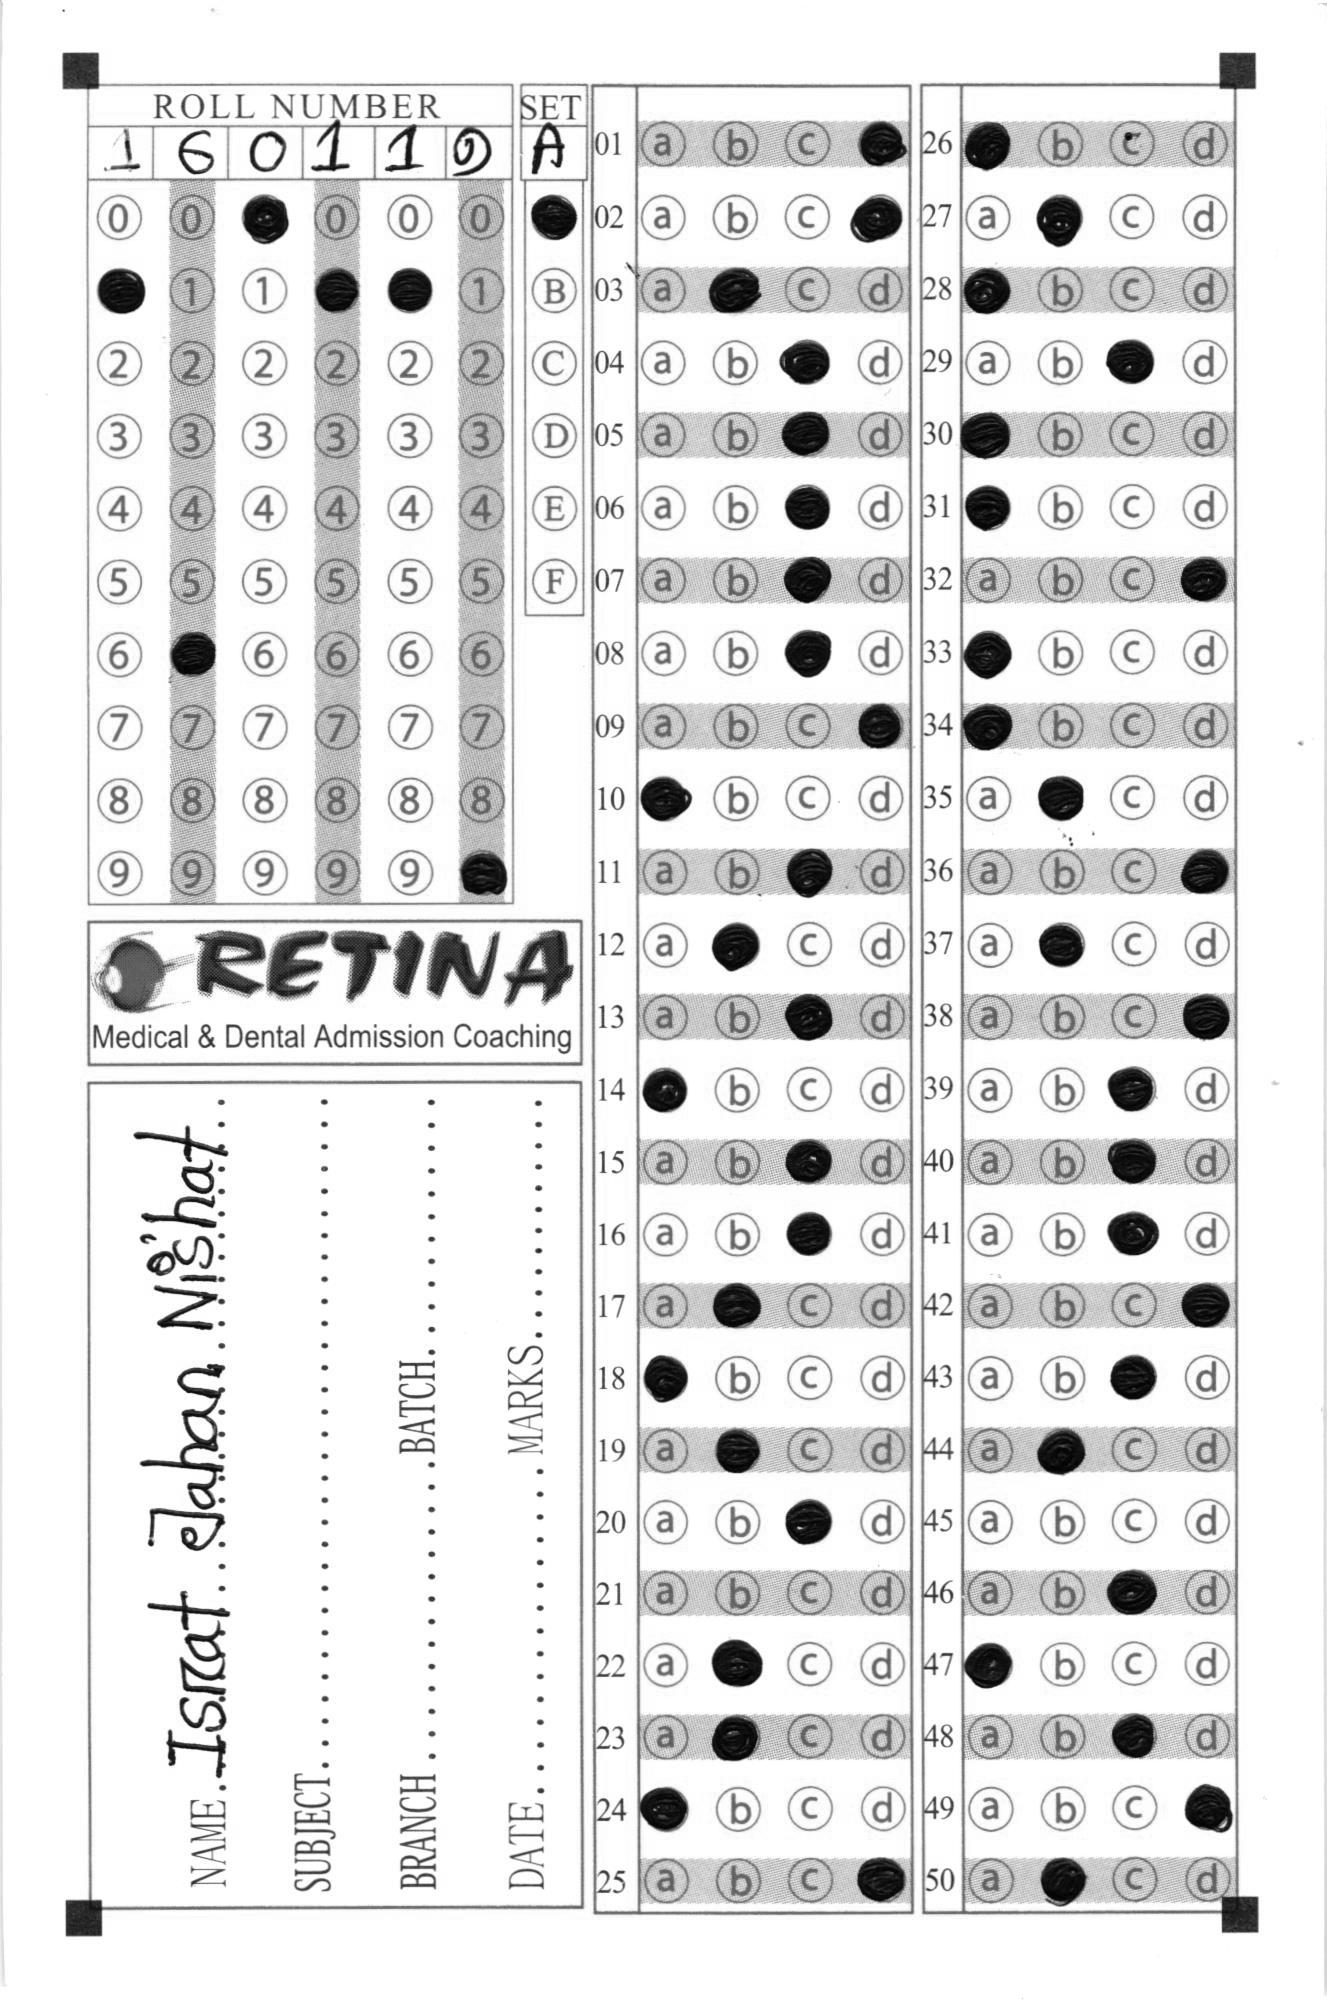 ROLL NUMBER
SET
1 6 0 1 1 9
A
0 0 0 0 0
1 1 1 B
2 2 2 2 2 2 C
3 3 3 3 3 3 D
4 4 4 4 4 4 E
5 5 5 5 5 5 F
6 6 6 6 6
7 7 7 7 7 7
8 8 8 8 8 8
9 9 9 9 9
RETINA
Medical & Dental Admission Coaching
NAME Israt Jahan Nishat
SUBJECT
BRANCH BATCH
DATE MARKS
01 a b c
02 a b c
03 a c d
04 a b d
05 a b d
06 a b d
07 a b d
08 a b d
09 a b c
10 b c d
11 a b d
12 a c d
13 a b d
14 b c d
15 a b d
16 a b d
17 a c d
18 b c d
19 a c d
20 a b d
21 a b c d
22 a c d
23 a c d
24 b c d
25 a b c
26 b c d
27 a c d
28 b c d
29 a b d
30 b c d
31 b c d
32 a b c
33 b c d
34 b c d
35 a c d
36 a b c
37 a c d
38 a b c
39 a b d
40 a b d
41 a b d
42 a b c
43 a b d
44 a c d
45 a b c d
46 a b d
47 b c d
48 a b d
49 a b c
50 a c d